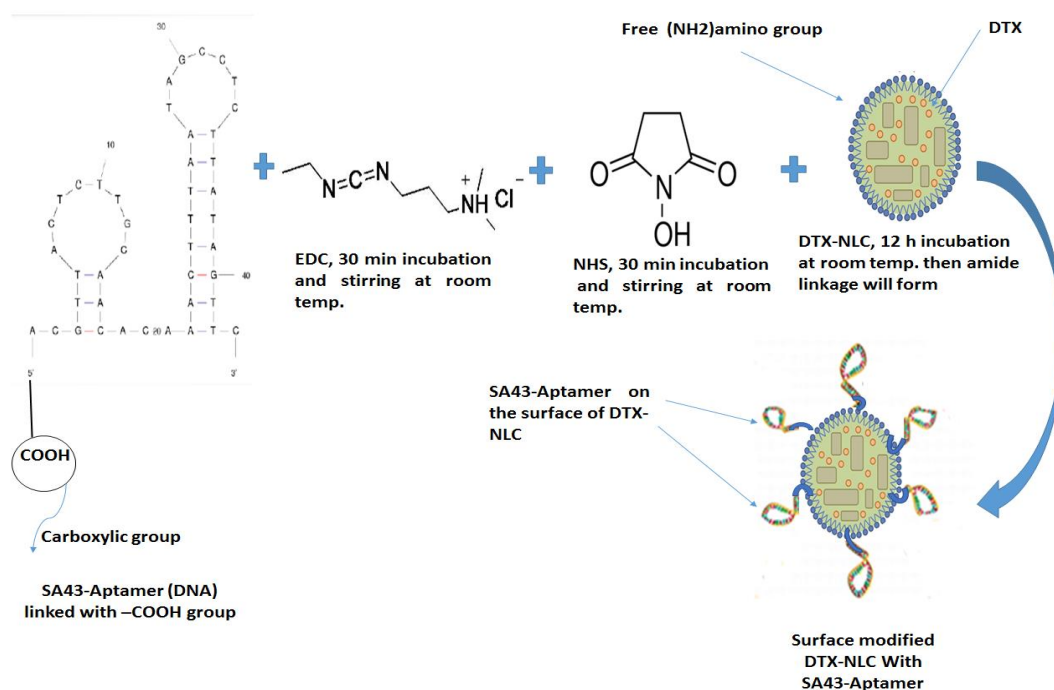 30
G C C
A T
T C
A T
A T
T A
T T
T A
C G 40
A T
10
T C T T
C T
A G
T C
T A
T A
A C G C A C 20 A A T C
5'
3'
COOH
Carboxylic group
SA43-Aptamer (DNA)
linked with –COOH group
N=C=N
+
NH Cl
-
EDC, 30 min incubation
and stirring at room
temp.
O N O
OH
NHS, 30 min incubation
and stirring at room
temp.
Free (NH2)amino group
DTX
DTX-NLC, 12 h incubation
at room temp. then amide
linkage will form
SA43-Aptamer on
the surface of DTX-
NLC
Surface modified
DTX-NLC With
SA43-Aptamer